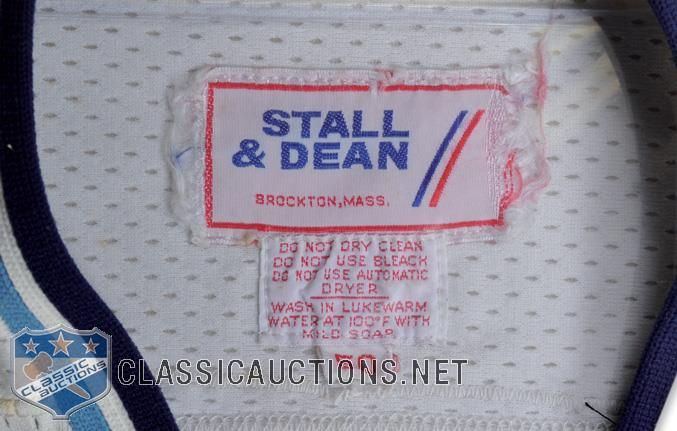 STALL
& DEAN
BROCKTON, MASS.
DO NOT DRY CLEAN
DO NOT USE BLEACH
DO NOT USE AUTOMATIC
DRYER
WASH IN LUKEWARM
WATER AT 100°F WITH
MILD SOAP
CLASSIC
AUCTIONS
CLASSICAUCTIONS.NET